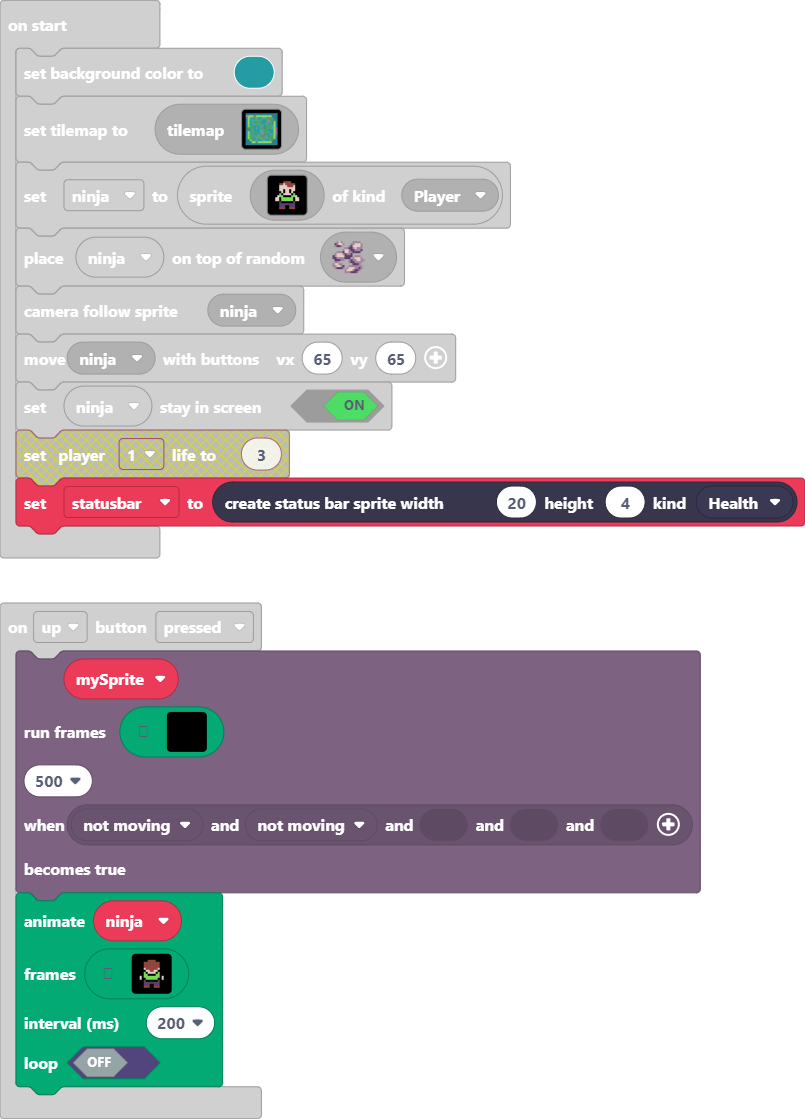 on start
set background color to
set tilemap to tilemap
set ninja to sprite of kind Player
place ninja on top of random
camera follow sprite ninja
move ninja with buttons vx 65 vy 65
set ninja stay in screen ON
set player 1 life to 3
set statusbar to create status bar sprite width 20 height 4 kind Health
on up button pressed
mySprite
run frames
500
when not moving and not moving and and and
becomes true
animate ninja
frames
interval (ms) 200
loop OFF